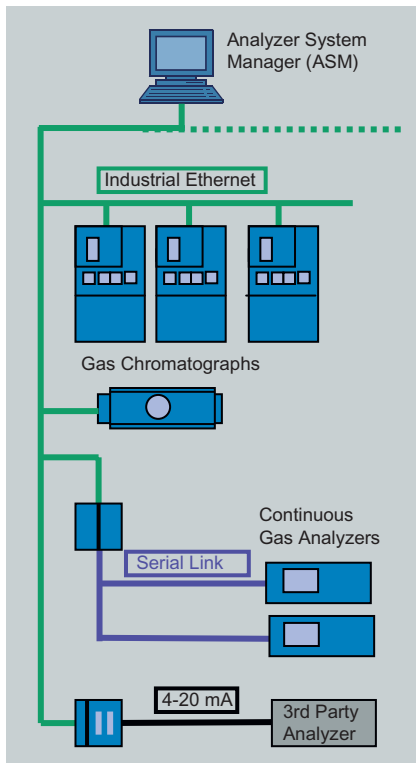 Analyzer System
Manager (ASM)
Industrial Ethernet
Gas Chromatographs
Continuous
Gas Analyzers
Serial Link
4-20 mA
3rd Party
Analyzer